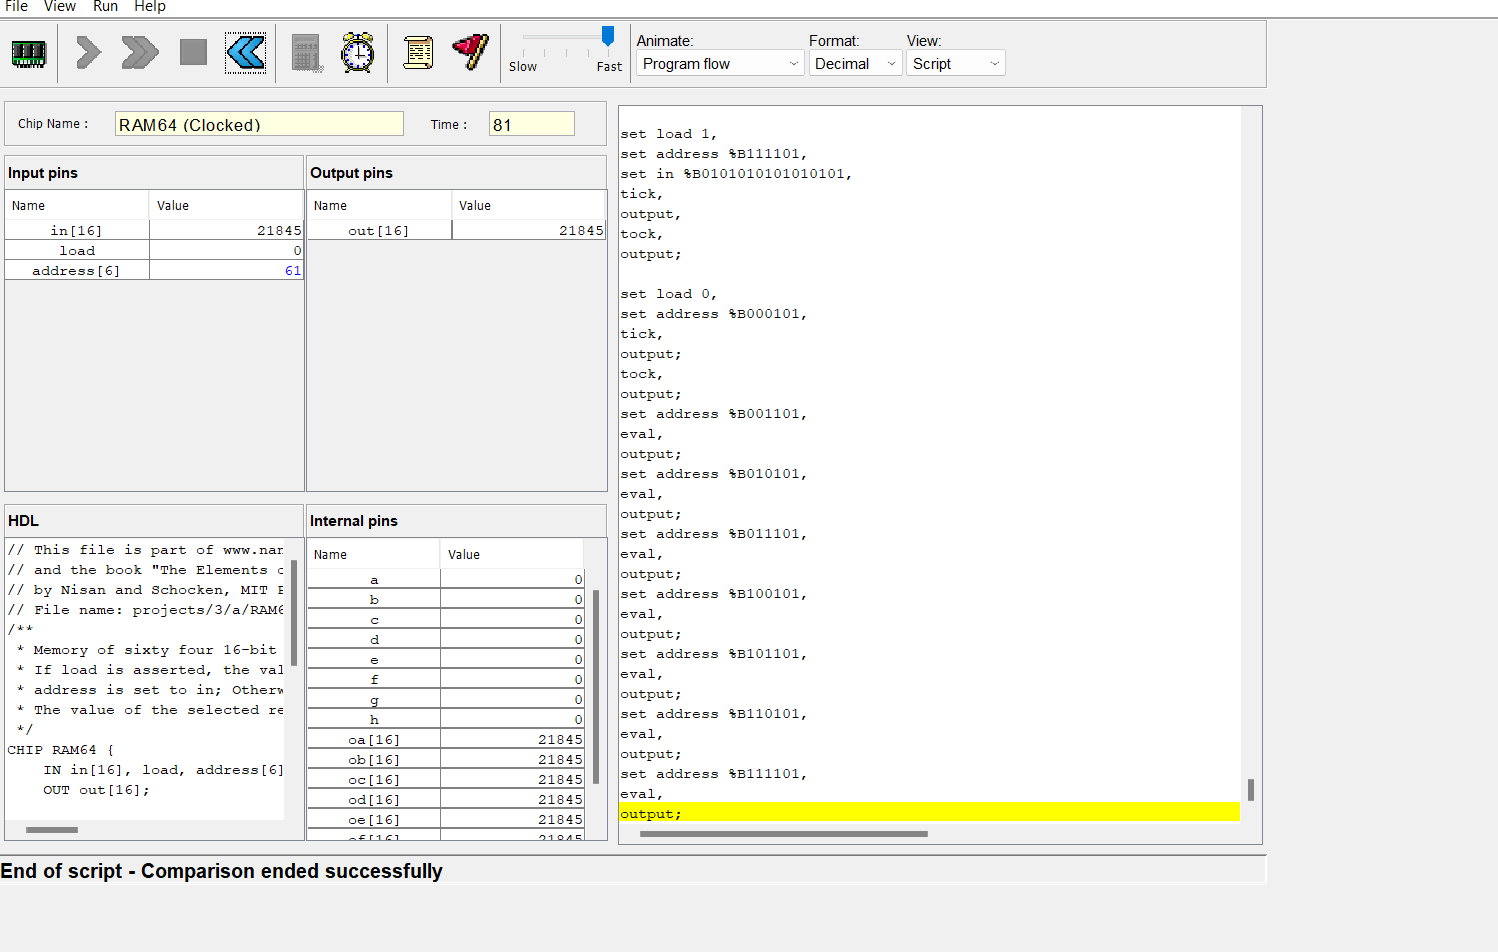 File View Run Help
Animate: Format: View:
Slow Fast Program flow Decimal Script
Chip Name : RAM64 (Clocked) Time : 81
Input pins
Name Value
in[16] 21845
load 0
address[6] 61
Output pins
Name Value
out[16] 21845
HDL
// This file is part of www.nan
// and the book "The Elements o
// by Nisan and Schocken, MIT P
// File name: projects/3/a/RAM6
/**
* Memory of sixty four 16-bit
* If load is asserted, the val
* address is set to in; Otherw
* The value of the selected re
*/
CHIP RAM64 {
IN in[16], load, address[6]
OUT out[16];
Internal pins
Name Value
a 0
b 0
c 0
d 0
e 0
f 0
g 0
h 0
oa[16] 21845
ob[16] 21845
oc[16] 21845
od[16] 21845
oe[16] 21845
of[16] 21845
set load 1,
set address %B111101,
set in %B0101010101010101,
tick,
output,
tock,
output;
set load 0,
set address %B000101,
tick,
output;
tock,
output;
set address %B001101,
eval,
output;
set address %B010101,
eval,
output;
set address %B011101,
eval,
output;
set address %B100101,
eval,
output;
set address %B101101,
eval,
output;
set address %B110101,
eval,
output;
set address %B111101,
eval,
output;
End of script - Comparison ended successfully